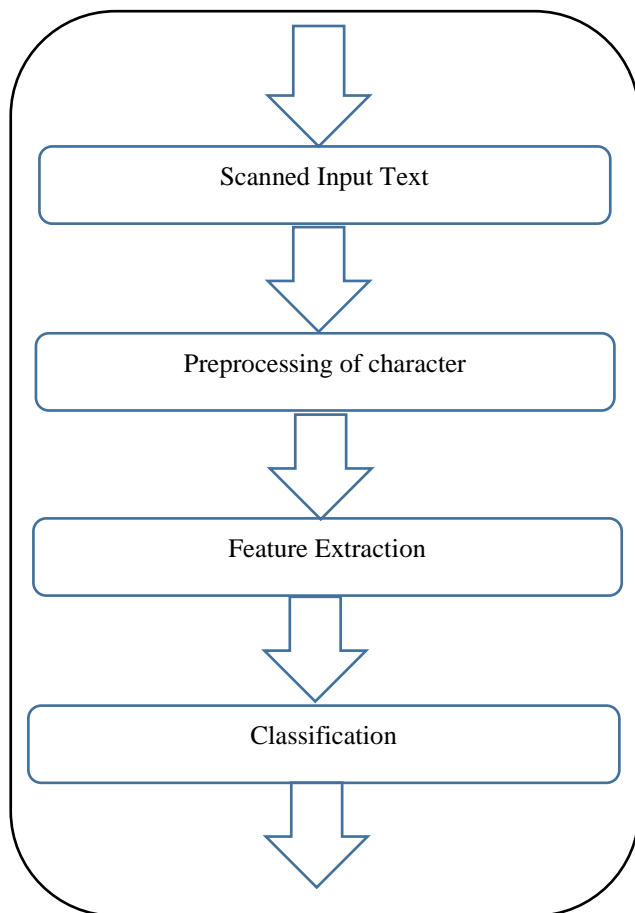 Scanned Input Text
Preprocessing of character
Feature Extraction
Classification